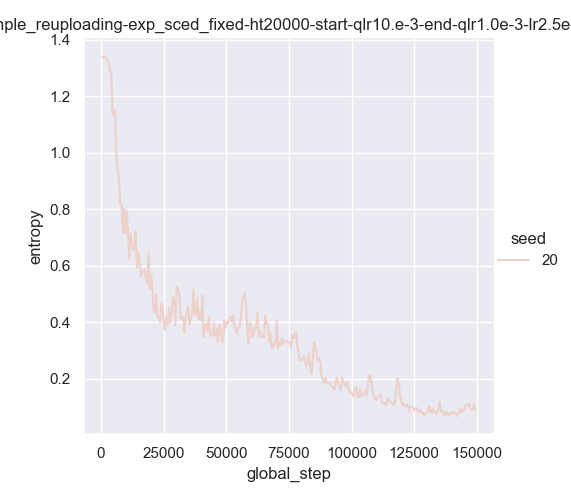 mple_reuploading-exp_sced_fixed-ht20000-start-qlr10.e-3-end-qlr1.0e-3-lr2.5e
1.4
1.2
1.0
0.8
0.6
0.4
0.2
entropy
0 25000 50000 75000 100000 125000 150000
global_step
seed
20